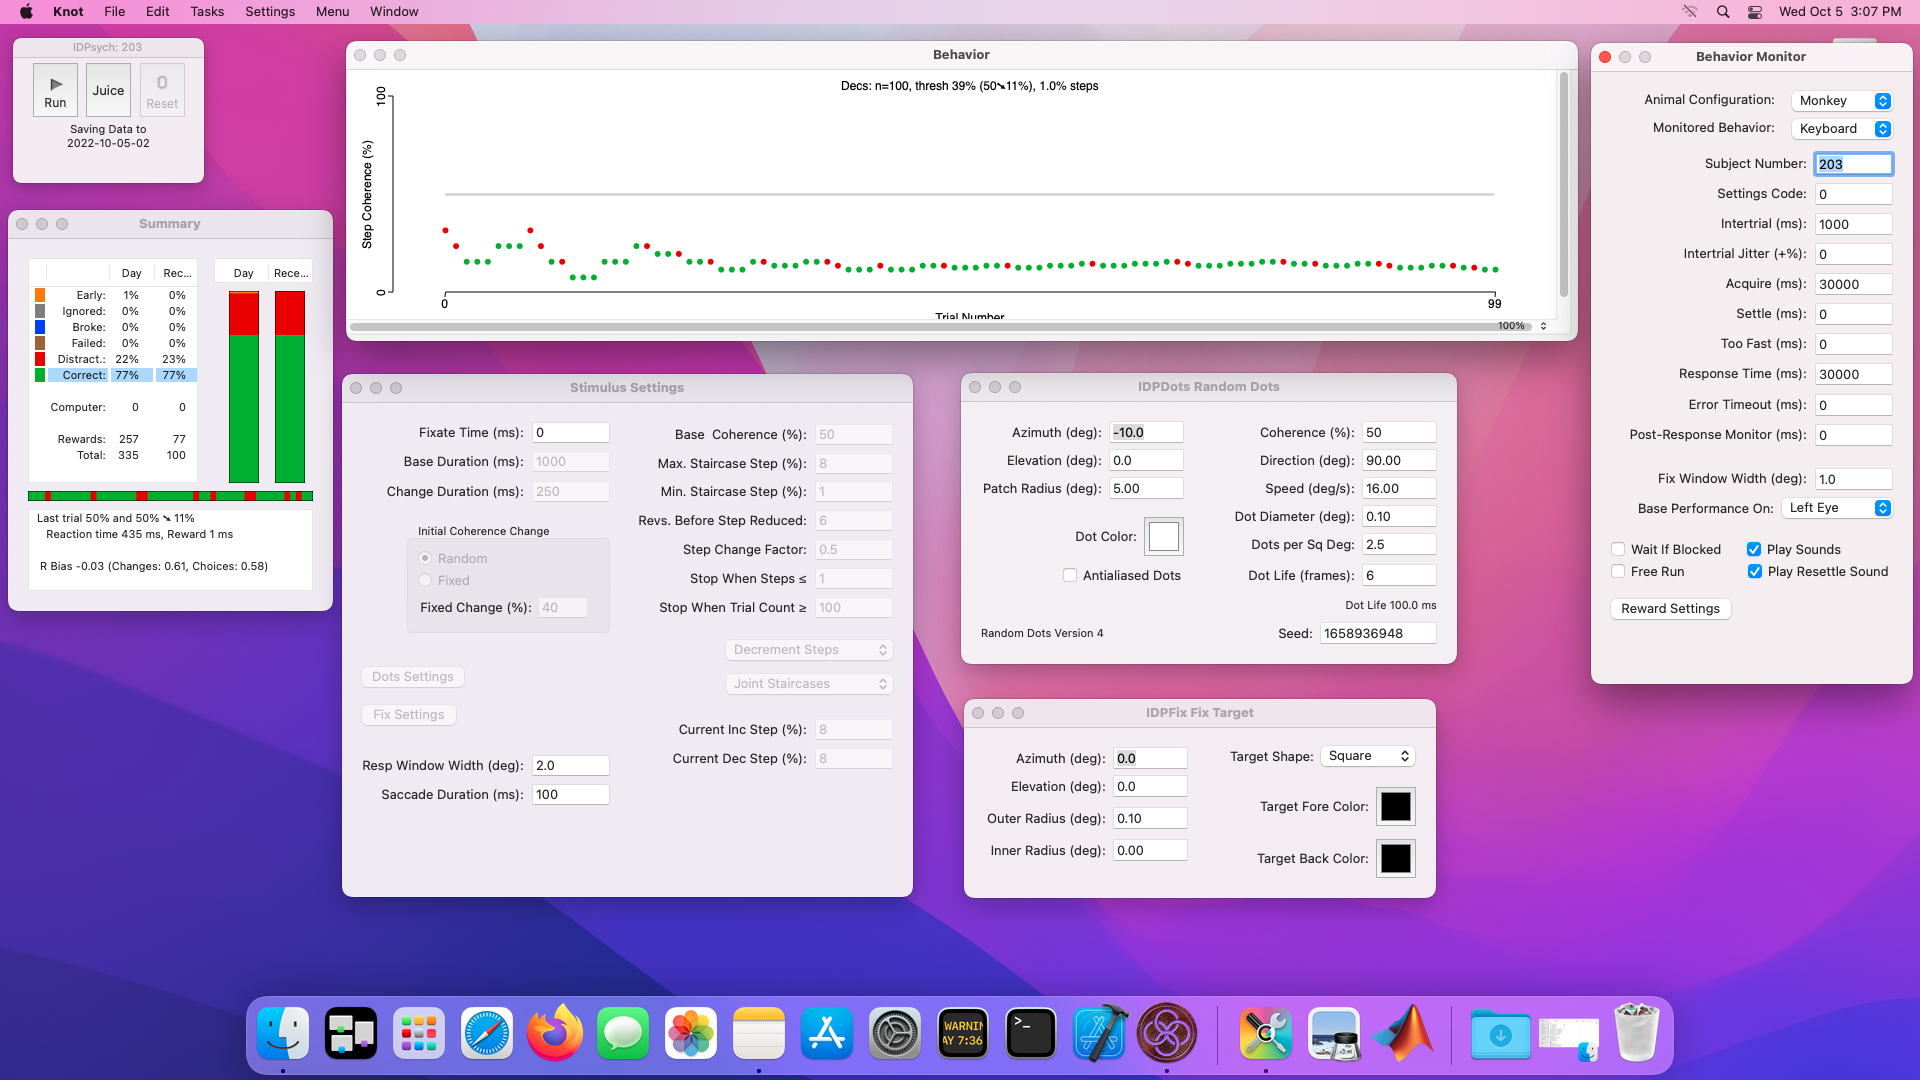 Knot File Edit Tasks Settings Menu Window Wed Oct 5 3:07 PM
IDPsych: 203
Run
Juice
0
Reset
Saving Data to
2022-10-05-02
Summary
Day Rec... Day Rece...
Early: 1% 0%
Ignored: 0% 0%
Broke: 0% 0%
Failed: 0% 0%
Distract.: 22% 23%
Correct: 77% 77%
Computer: 0 0
Rewards: 257 77
Total: 335 100
Last trial 50% and 50% ➘ 11%
Reaction time 435 ms, Reward 1 ms
R Bias -0.03 (Changes: 0.61, Choices: 0.58)
Behavior
Decs: n=100, thresh 39% (50➘11%), 1.0% steps
100
Step Coherence (%)
0
0 99
Trial Number
100%
Stimulus Settings
Fixate Time (ms): 0
Base Duration (ms): 1000
Change Duration (ms): 250
Initial Coherence Change
Random
Fixed
Fixed Change (%): 40
Dots Settings
Fix Settings
Resp Window Width (deg): 2.0
Saccade Duration (ms): 100
Base Coherence (%): 50
Max. Staircase Step (%): 8
Min. Staircase Step (%): 1
Revs. Before Step Reduced: 6
Step Change Factor: 0.5
Stop When Steps ≤ 1
Stop When Trial Count ≥ 100
Decrement Steps
Joint Staircases
Current Inc Step (%): 8
Current Dec Step (%): 8
IDPDots Random Dots
Azimuth (deg): -10.0
Elevation (deg): 0.0
Patch Radius (deg): 5.00
Dot Color:
Antialiased Dots
Random Dots Version 4
Coherence (%): 50
Direction (deg): 90.00
Speed (deg/s): 16.00
Dot Diameter (deg): 0.10
Dots per Sq Deg: 2.5
Dot Life (frames): 6
Dot Life 100.0 ms
Seed: 1658936948
IDPFix Fix Target
Azimuth (deg): 0.0
Elevation (deg): 0.0
Outer Radius (deg): 0.10
Inner Radius (deg): 0.00
Target Shape: Square
Target Fore Color:
Target Back Color:
Behavior Monitor
Animal Configuration: Monkey
Monitored Behavior: Keyboard
Subject Number: 203
Settings Code: 0
Intertrial (ms): 1000
Intertrial Jitter (+%): 0
Acquire (ms): 30000
Settle (ms): 0
Too Fast (ms): 0
Response Time (ms): 30000
Error Timeout (ms): 0
Post-Response Monitor (ms): 0
Fix Window Width (deg): 1.0
Base Performance On: Left Eye
Wait If Blocked Play Sounds
Free Run Play Resettle Sound
Reward Settings
WARNIN
AY 7:36
>_